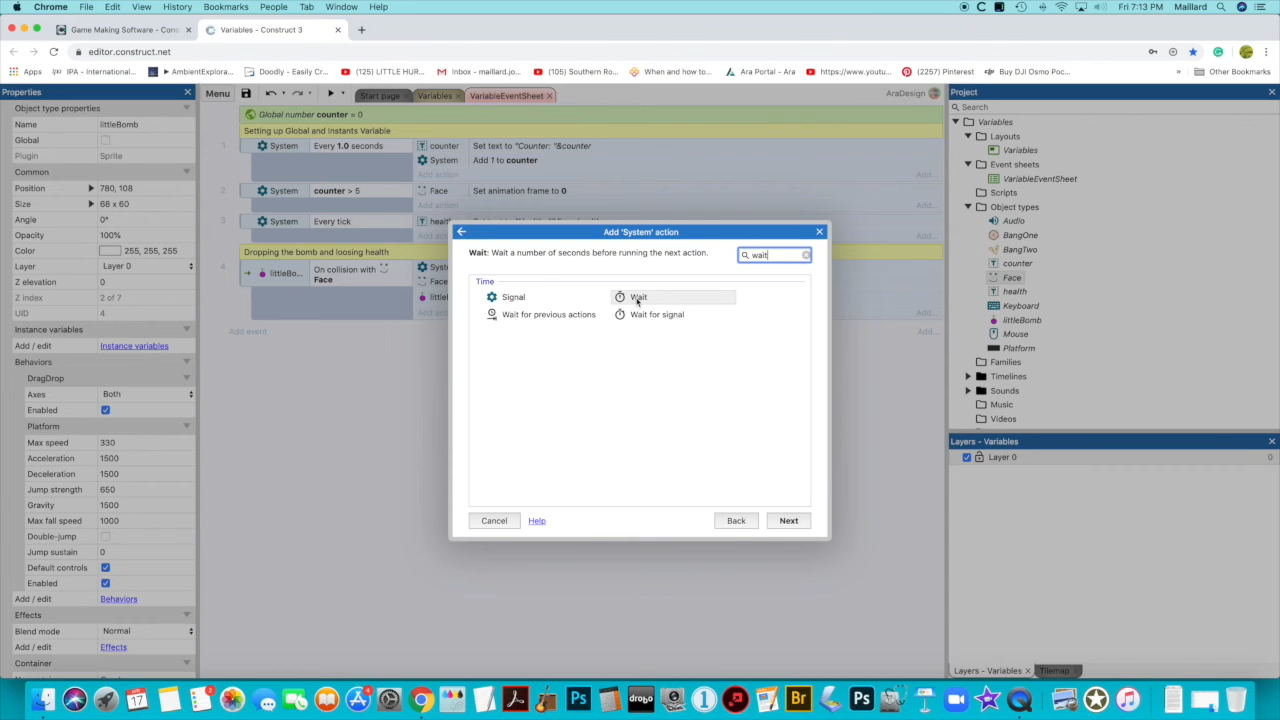 Chrome File Edit View History Bookmarks People Tab Window Help Fri 7:13 PM Maillard
Game Making Software - Cons Variables - Construct 3
editor.construct.net
Apps IPA - International... AmbientExplora... Doodly - Easily Cr... (125) LITTLE HUR... Inbox - maillard.jo... (105) Southern Ro... When and how to... Ara Portal - Ara https://www.youtu... (2257) Pinterest Buy DJI Osmo Poc... » Other Bookmarks
Properties
Menu Start page Variables VariableEventSheet AraDesign
Project
Object type properties
Name littleBomb
Global
Plugin Sprite
Common
Position 780, 108
Size 68 x 60
Angle 0°
Opacity 100%
Color 255, 255, 255
Layer Layer 0
Z elevation 0
Z index 2 of 7
UID 4
Instance variables
Add / edit Instance variables
Behaviors
DragDrop
Axes Both
Enabled
Platform
Max speed 330
Acceleration 1500
Deceleration 1500
Jump strength 650
Gravity 1500
Max fall speed 1000
Double-jump
Jump sustain 0
Default controls
Enabled
Add / edit Behaviors
Effects
Blend mode Normal
Add / edit Effects
Container
Global number counter = 0
Setting up Global and Instants Variable
1 System Every 1.0 seconds counter Set text to "Counter: "&counter
System Add 1 to counter
Add action Add...
2 System counter > 5 Face Set animation frame to 0
Add action Add...
3 System Every tick
Dropping the bomb and loosing health
4 littleBo... On collision with Face
Add event Add...
Add 'System' action
Wait: Wait a number of seconds before running the next action. wait
Time
Signal Wait
Wait for previous actions Wait for signal
Cancel Help Back Next
Search
Variables
Layouts
Variables
Event sheets
VariableEventSheet
Scripts
Object types
Audio
BangOne
BangTwo
counter
Face
health
Keyboard
littleBomb
Mouse
Platform
Families
Timelines
Sounds
Music
Videos
Layers - Variables
Layer 0 0
Layers - Variables Tilemap